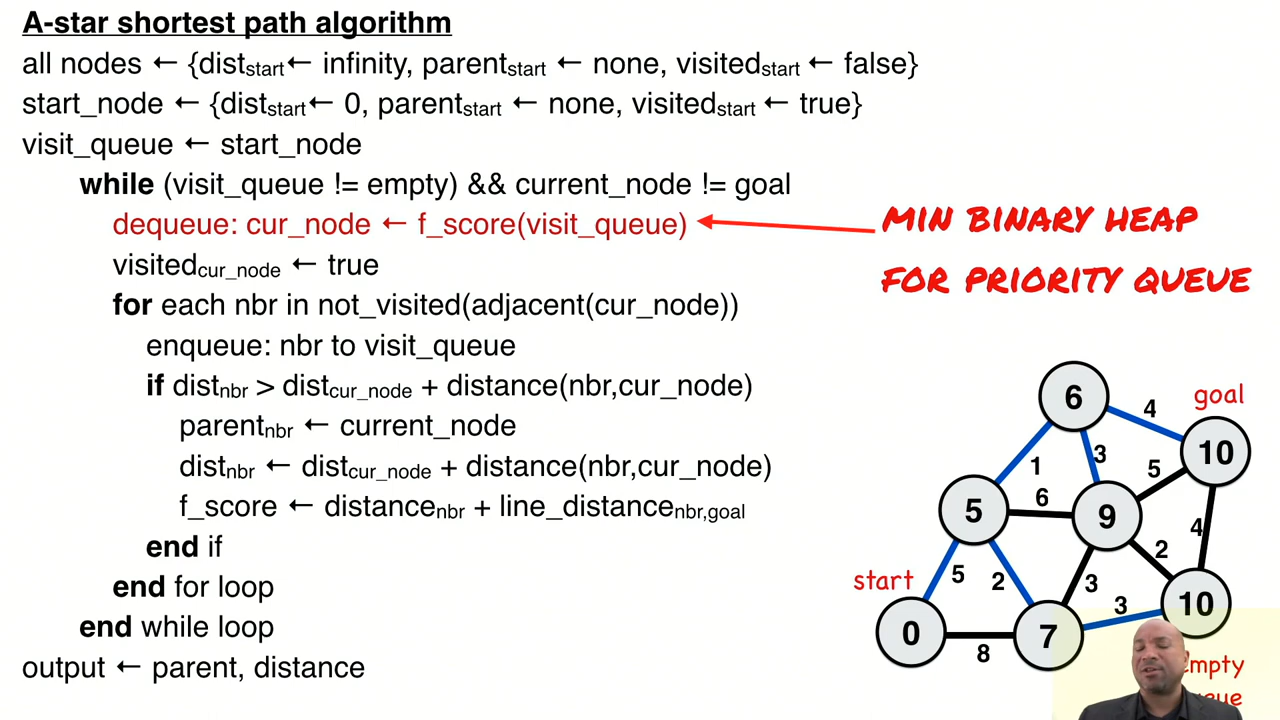 A-star shortest path algorithm
all nodes ← {dist_start ← infinity, parent_start ← none, visited_start ← false}
start_node ← {dist_start ← 0, parent_start ← none, visited_start ← true}
visit_queue ← start_node
while (visit_queue != empty) && current_node != goal
dequeue: cur_node ← f_score(visit_queue)
MIN BINARY HEAP
FOR PRIORITY QUEUE
visited_cur_node ← true
for each nbr in not_visited(adjacent(cur_node))
enqueue: nbr to visit_queue
if dist_nbr > dist_cur_node + distance(nbr,cur_node)
parent_nbr ← current_node
dist_nbr ← dist_cur_node + distance(nbr,cur_node)
f_score ← distance_nbr + line_distance_nbr,goal
end if
end for loop
end while loop
output ← parent, distance
6
4
goal
10
1
3
5
6
5
9
4
2
start
5
2
3
3
10
0
7
8